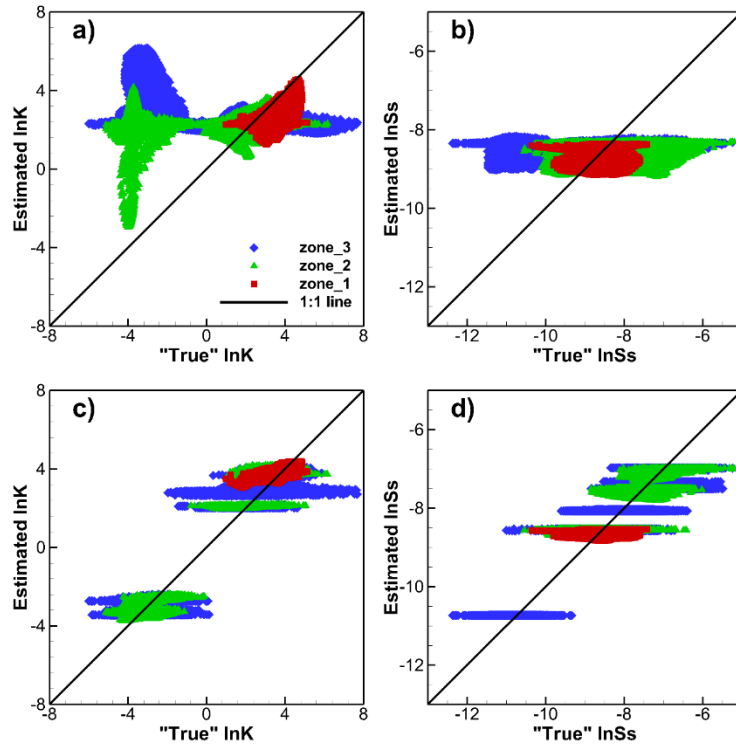 a)
8
4
0
-4
-8
Estimated lnK
-8 -4 0 4 8
"True" lnK
zone_3
zone_2
zone_1
1:1 line
b)
-6
-8
-10
-12
Estimated lnSs
-12 -10 -8 -6
"True" lnSs
c)
8
4
0
-4
-8
Estimated lnK
-8 -4 0 4 8
"True" lnK
d)
-6
-8
-10
-12
Estimated lnSs
-12 -10 -8 -6
"True" lnSs